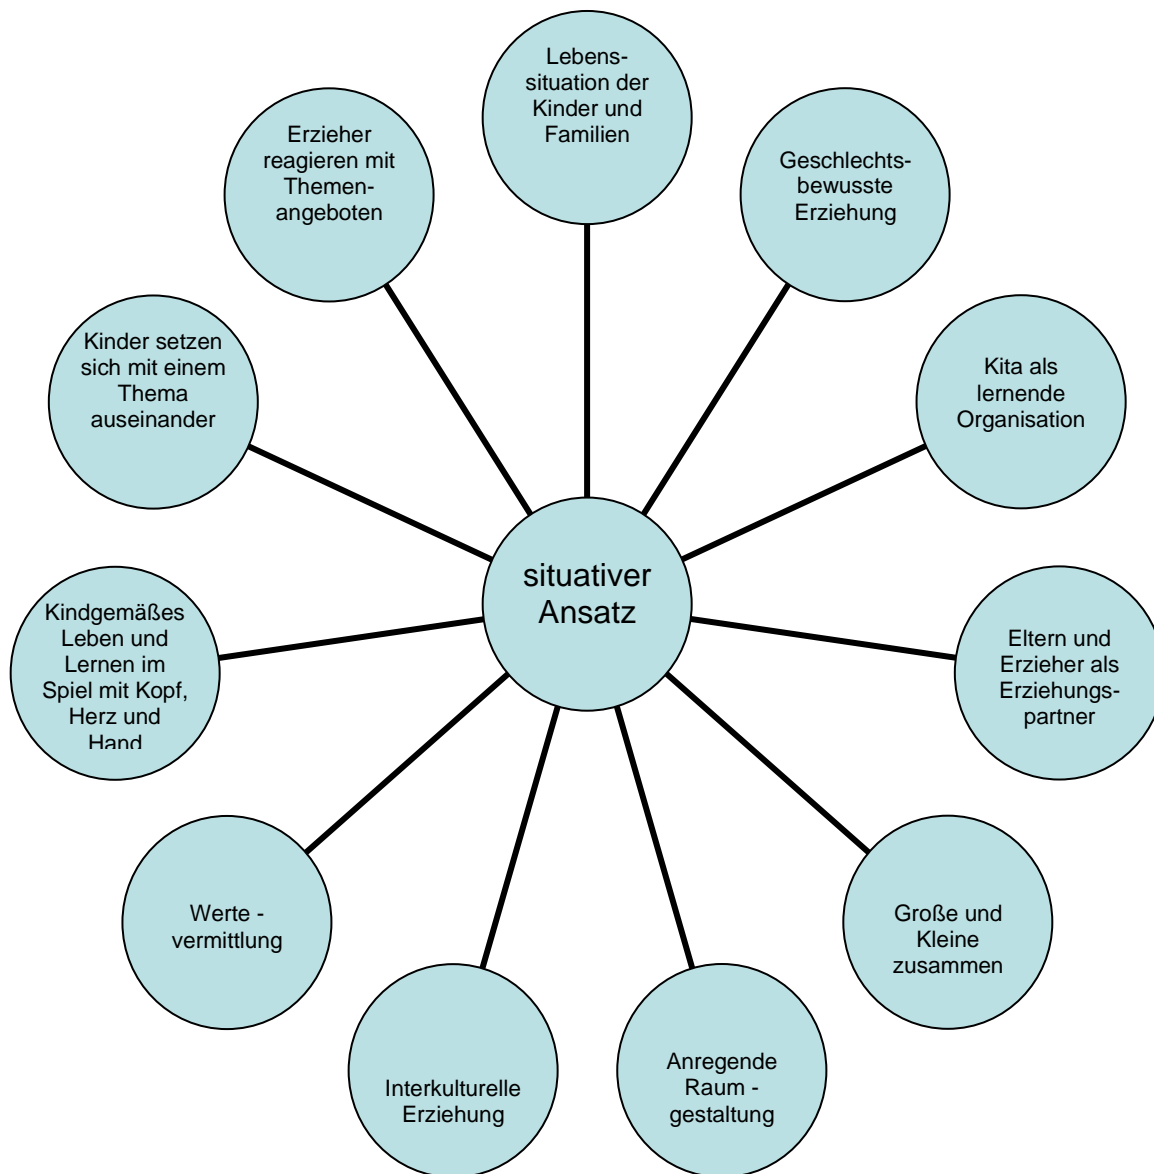 Lebens-
situation der
Kinder und
Familien
Geschlechts-
bewusste
Erziehung
Kita als
lernende
Organisation
Eltern und
Erzieher als
Erziehungs-
partner
Große und
Kleine
zusammen
Anregende
Raum -
gestaltung
Interkulturelle
Erziehung
Werte -
vermittlung
Kindgemäßes
Leben und
Lernen im
Spiel mit Kopf,
Herz und
Hand
Kinder setzen
sich mit einem
Thema
auseinander
Erzieher
reagieren mit
Themen-
angeboten
situativer
Ansatz